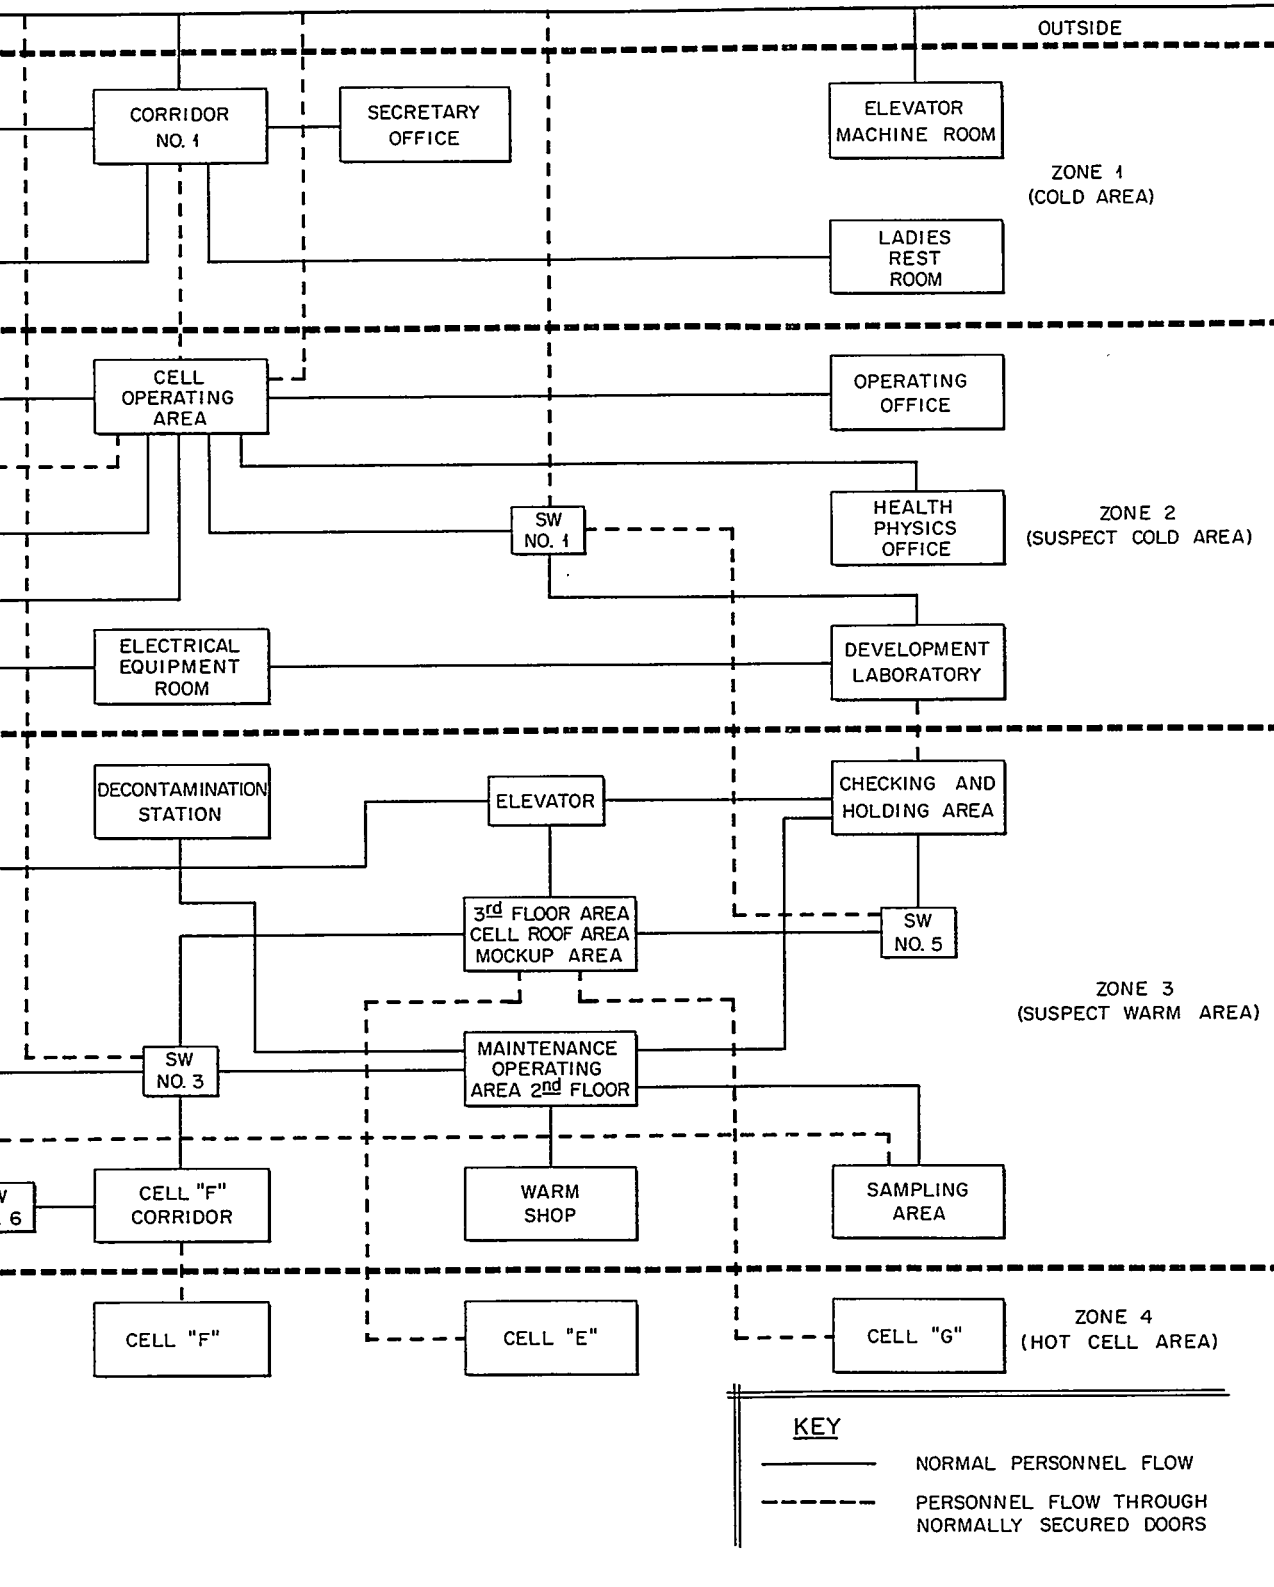 OUTSIDE
CORRIDOR
NO. 1
SECRETARY
OFFICE
ELEVATOR
MACHINE ROOM
ZONE 1
(COLD AREA)
LADIES
REST
ROOM
CELL
OPERATING
AREA
OPERATING
OFFICE
SW
NO. 1
HEALTH
PHYSICS
OFFICE
ZONE 2
(SUSPECT COLD AREA)
ELECTRICAL
EQUIPMENT
ROOM
DEVELOPMENT
LABORATORY
DECONTAMINATION
STATION
ELEVATOR
CHECKING AND
HOLDING AREA
3rd FLOOR AREA
CELL ROOF AREA
MOCKUP AREA
SW
NO. 5
ZONE 3
(SUSPECT WARM AREA)
SW
NO. 3
MAINTENANCE
OPERATING
AREA 2nd FLOOR
W
. 6
CELL "F"
CORRIDOR
WARM
SHOP
SAMPLING
AREA
CELL "F"
CELL "E"
CELL "G"
ZONE 4
(HOT CELL AREA)
KEY
NORMAL PERSONNEL FLOW
PERSONNEL FLOW THROUGH
NORMALLY SECURED DOORS